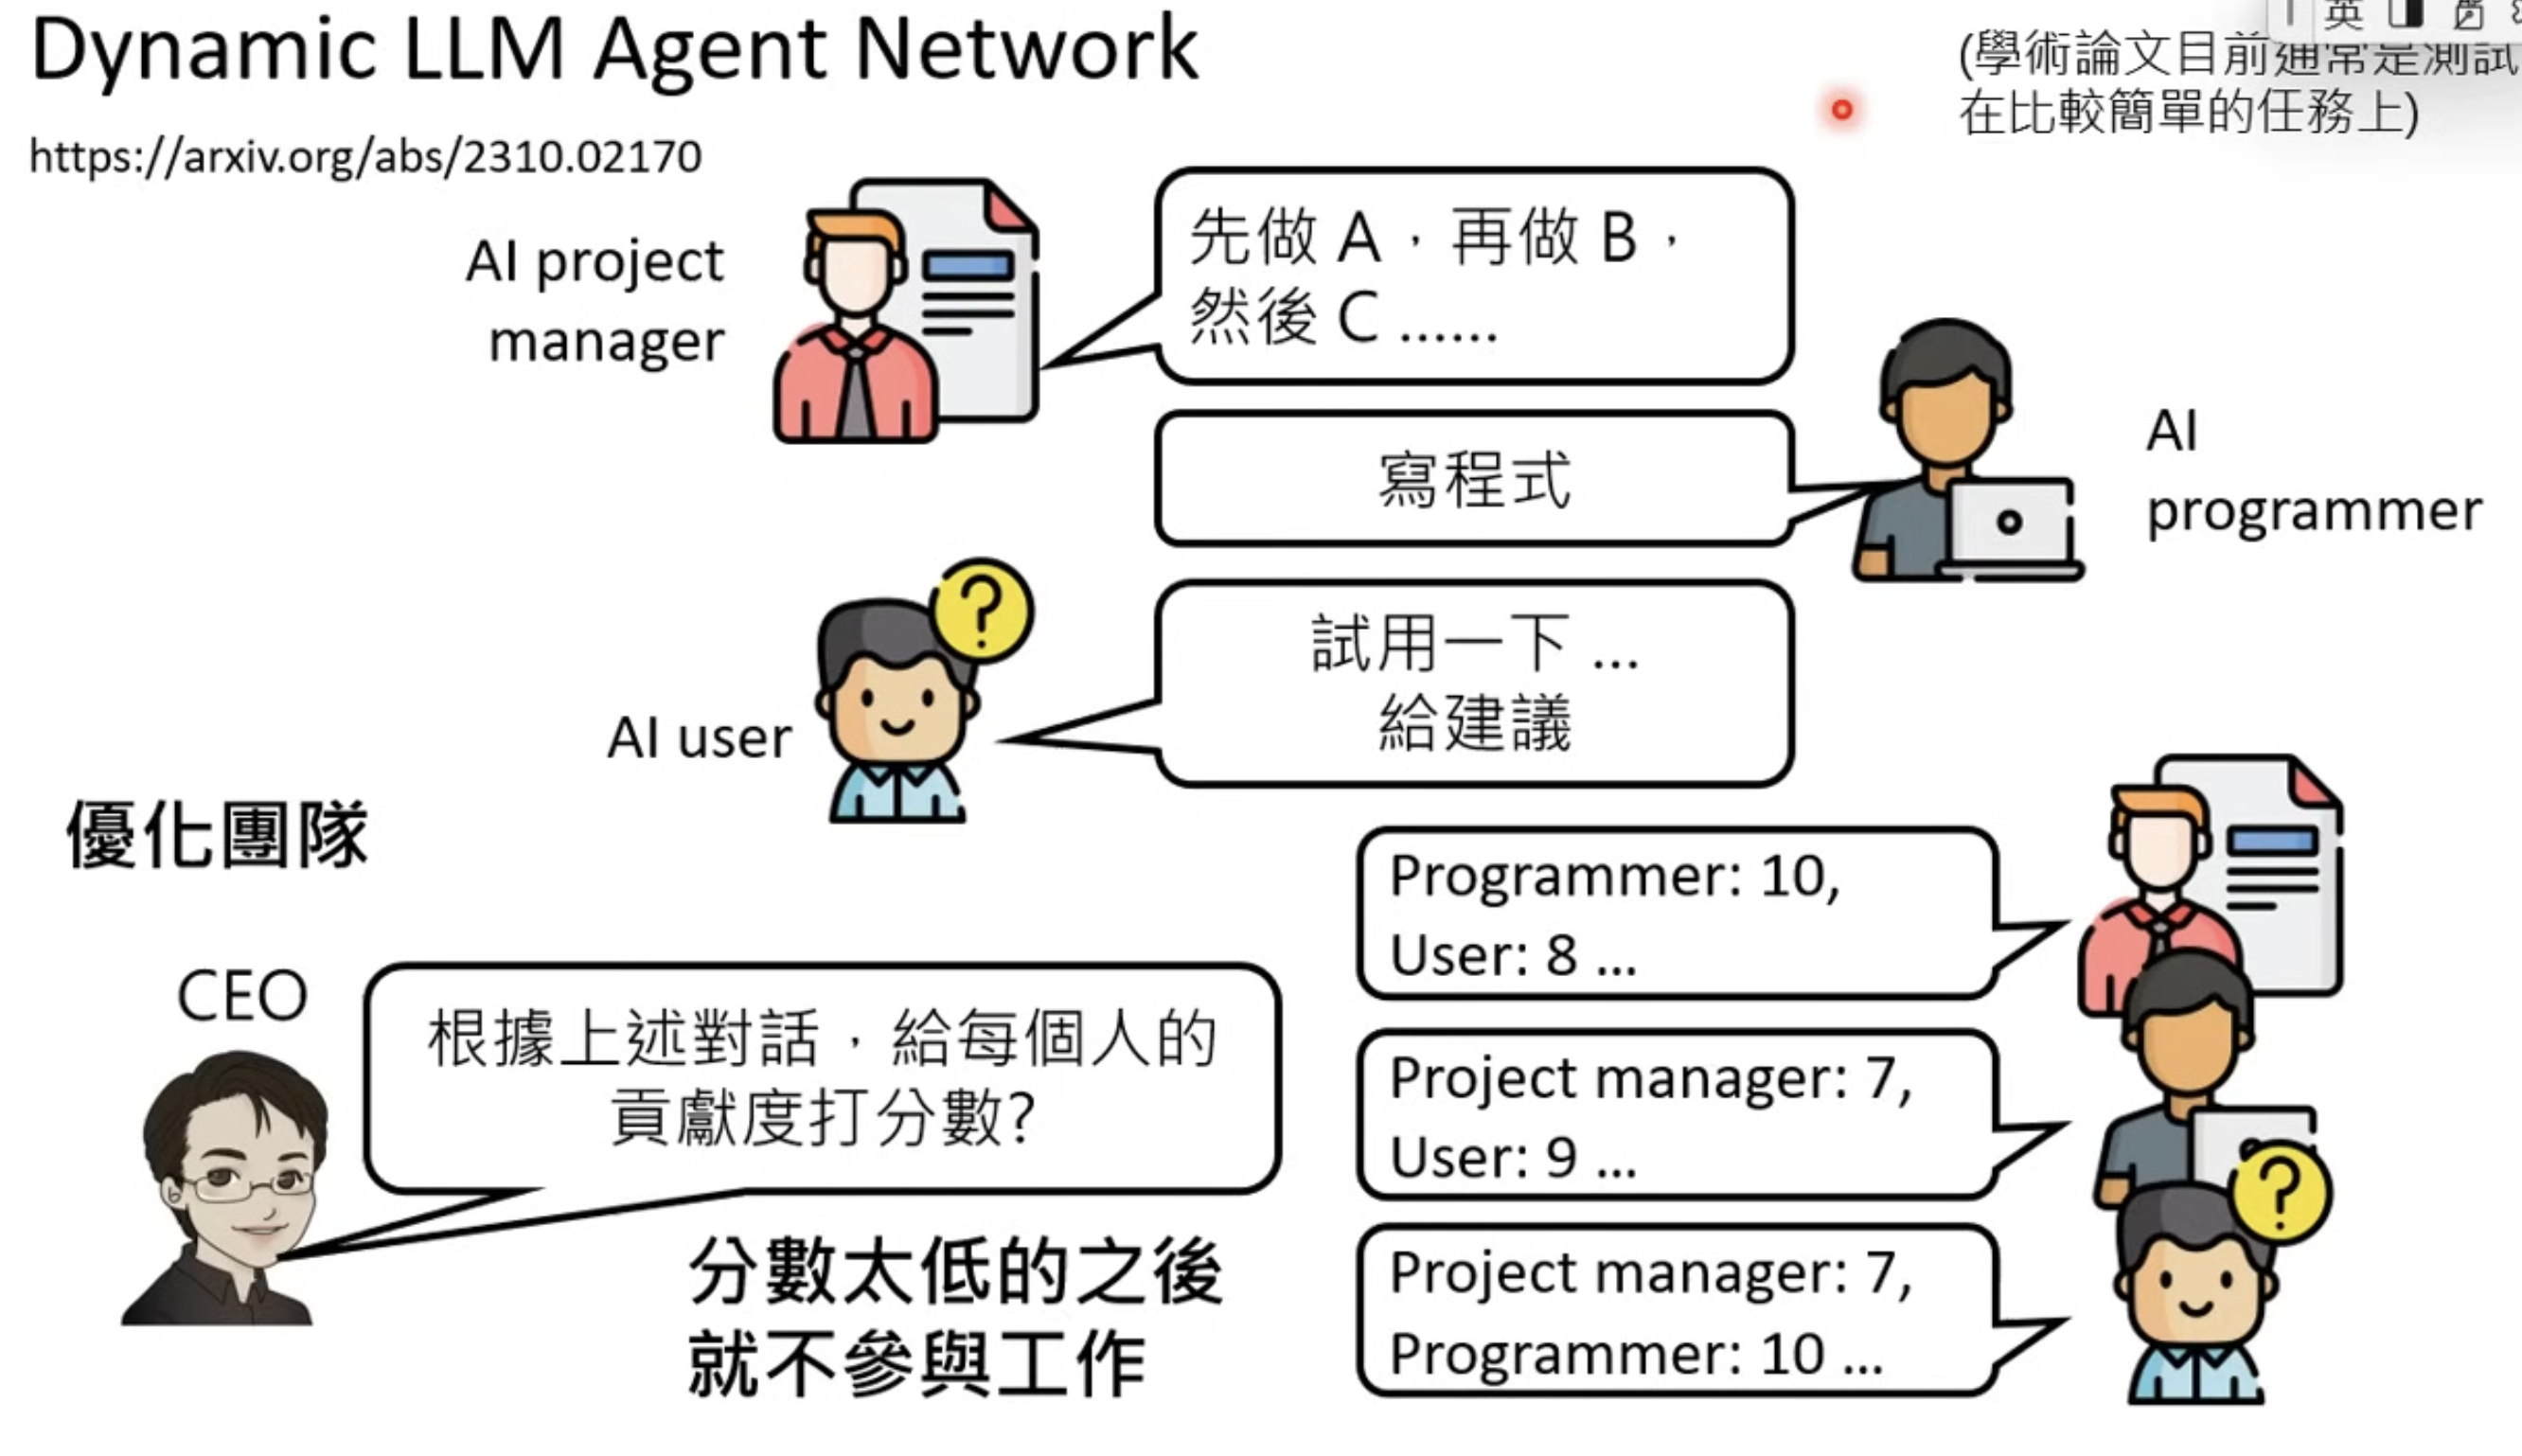 Dynamic LLM Agent Network
https://arxiv.org/abs/2310.02170
英
(學術論文目前通常是測試
在比較簡單的任務上)
AI project
manager
先做 A，再做 B，
然後 C ......
寫程式
AI
programmer
AI user
試用一下 ...
給建議
優化團隊
CEO
根據上述對話，給每個人的
貢獻度打分數?
分數太低的之後
就不參與工作
Programmer: 10,
User: 8 ...
Project manager: 7,
User: 9 ...
Project manager: 7,
Programmer: 10 ...